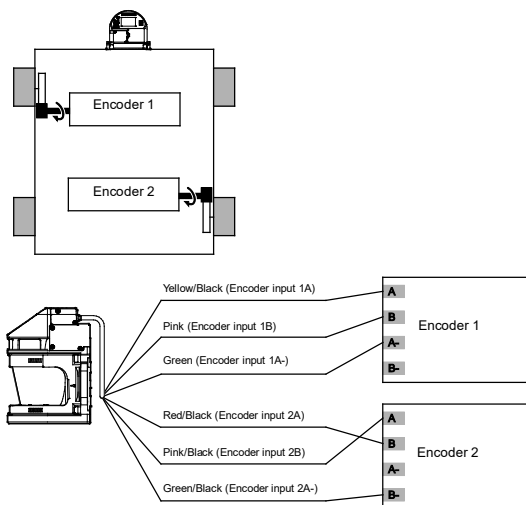 Encoder 1
Encoder 2
Yellow/Black (Encoder input 1A)
Pink (Encoder input 1B)
Green (Encoder input 1A-)
A
B
A-
B-
Encoder 1
Red/Black (Encoder input 2A)
Pink/Black (Encoder input 2B)
Green/Black (Encoder input 2A-)
A
B
A-
B-
Encoder 2